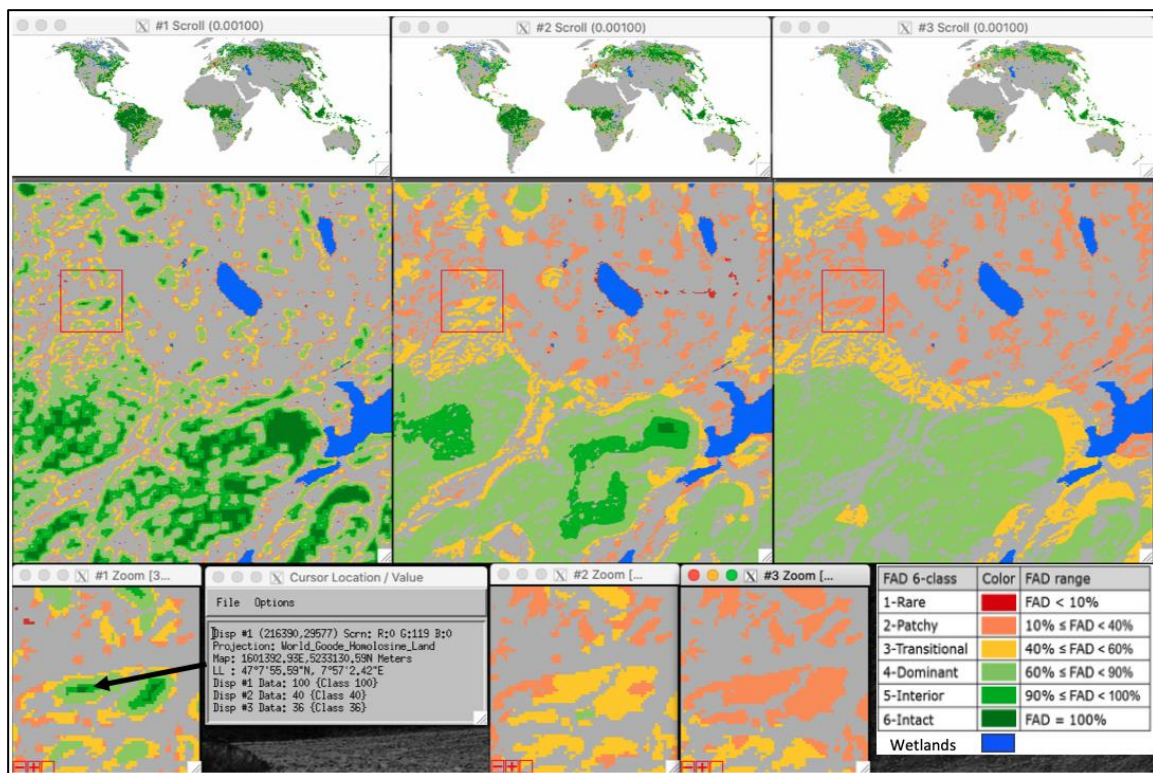 #1 Scroll (0.00100)
#2 Scroll (0.00100)
#3 Scroll (0.00100)
#1 Zoom [3...
Cursor Location / Value
File Options
Disp #1 (216390,29577) Scrn: R:0 G:119 B:0
Projection: World_Goode_Homolosine_Land
Map: 1601392,93E,5233130,59N Meters
LL : 47°7'55,59"N, 7°57'2,42"E
Disp #1 Data: 100 {Class 100}
Disp #2 Data: 40 {Class 40}
Disp #3 Data: 36 {Class 36}
#2 Zoom [...
#3 Zoom [...
FAD 6-class Color FAD range
1-Rare FAD < 10%
2-Patchy 10% ≤ FAD < 40%
3-Transitional 40% ≤ FAD < 60%
4-Dominant 60% ≤ FAD < 90%
5-Interior 90% ≤ FAD < 100%
6-Intact FAD = 100%
Wetlands